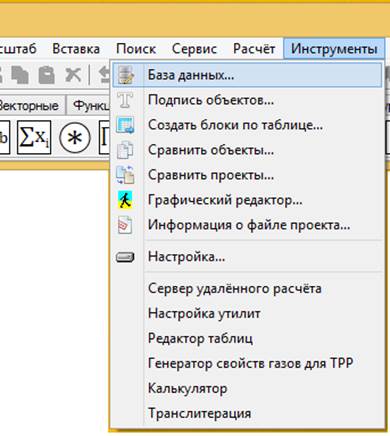 сштаб Вставка Поиск Сервис Расчёт Инструменты
База данных...
Подпись объектов...
Создать блоки по таблице...
Сравнить объекты...
Сравнить проекты...
Графический редактор...
Информация о файле проекта...
Настройка...
Сервер удалённого расчёта
Настройка утилит
Редактор таблиц
Генератор свойств газов для ТРР
Калькулятор
Транслитерация
Векторные Функц
b ΣXi *